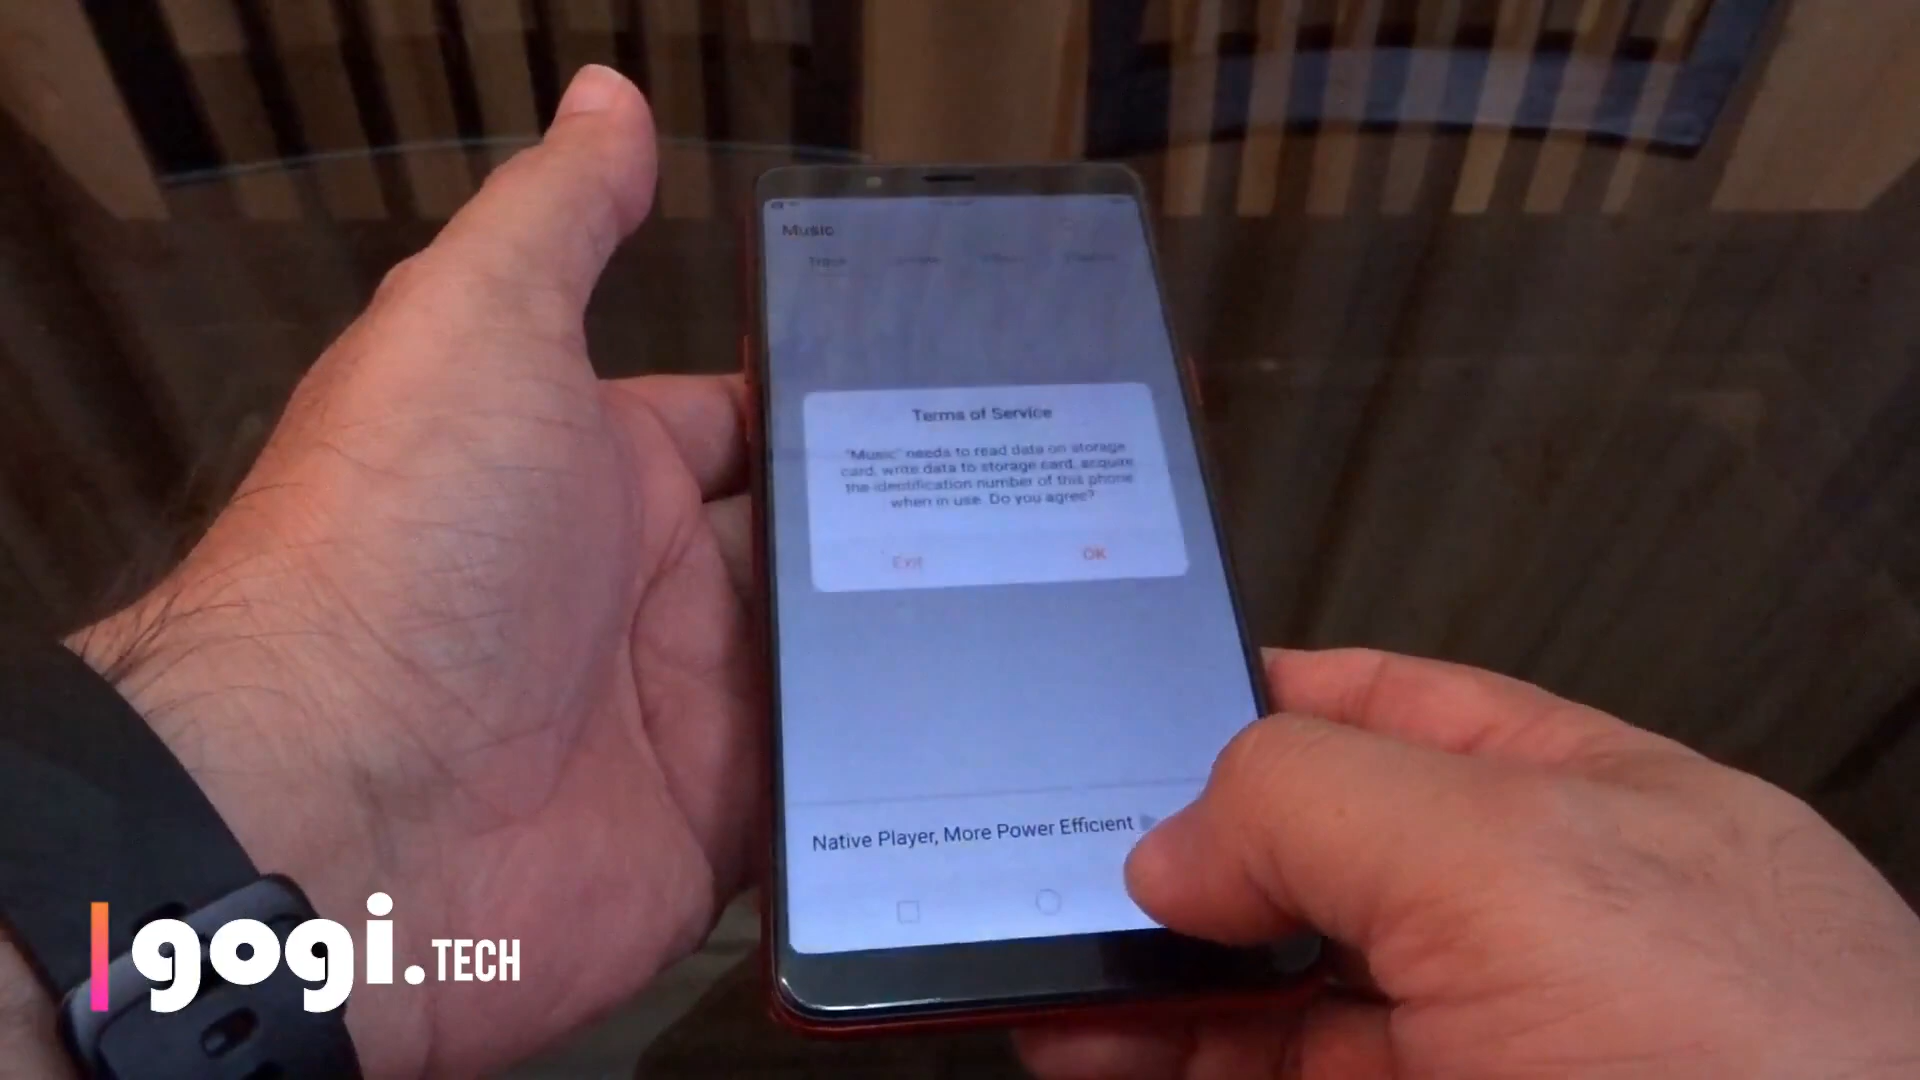 Music
Terms of Service
"Music" needs to read data on storage
card, write data to storage card, acquire
the identification number of this phone
when in use. Do you agree?
Exit
OK
Native Player, More Power Efficient
gogi.TECH